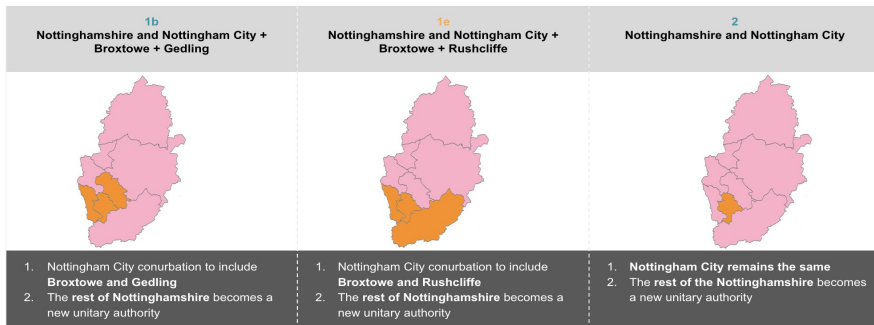 1b
Nottinghamshire and Nottingham City +
Broxtowe + Gedling
1e
Nottinghamshire and Nottingham City +
Broxtowe + Rushcliffe
2
Nottinghamshire and Nottingham City
1. Nottingham City conurbation to include
Broxtowe and Gedling
2. The rest of Nottinghamshire becomes a
new unitary authority
1. Nottingham City conurbation to include
Broxtowe and Rushcliffe
2. The rest of Nottinghamshire becomes a
new unitary authority
1. Nottingham City remains the same
2. The rest of the Nottinghamshire becomes
a new unitary authority